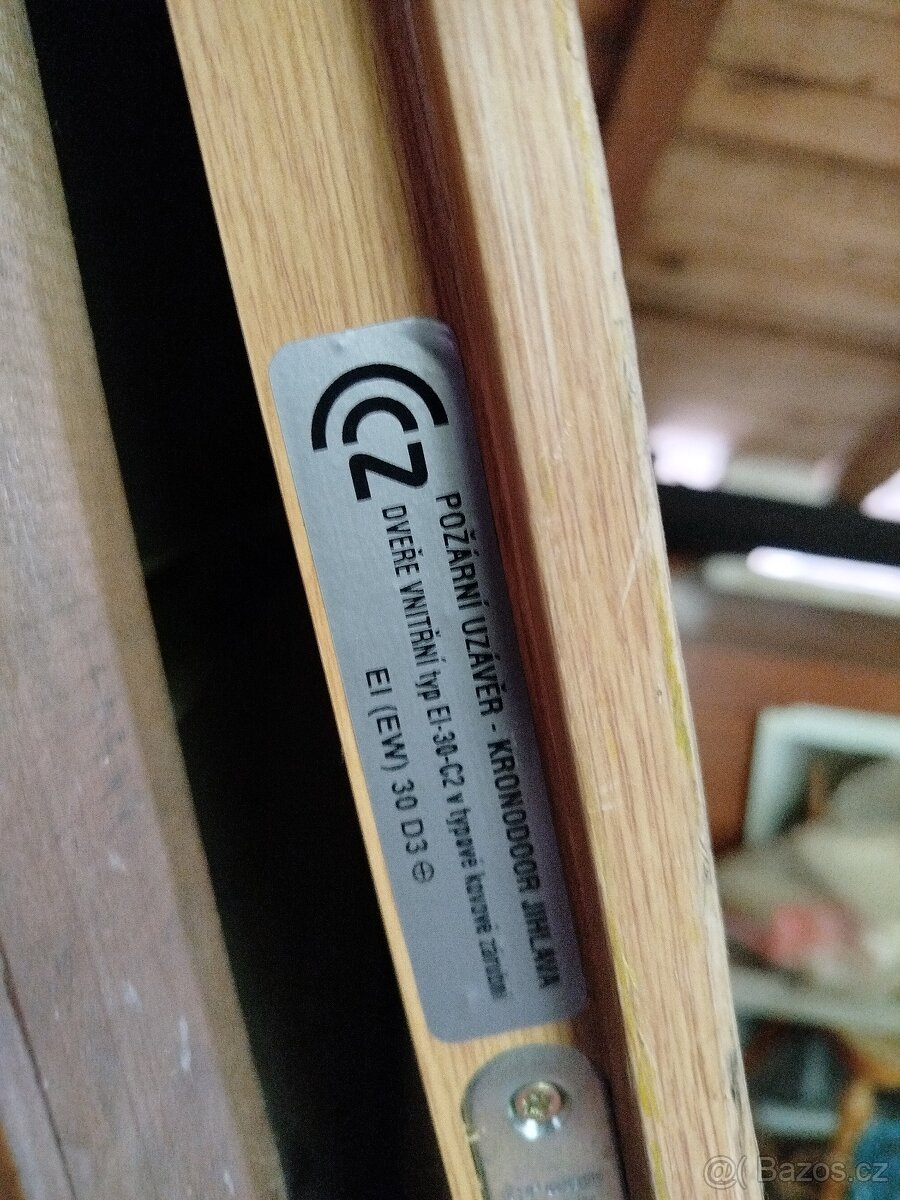 CCZ
POŽÁRNÍ UZÁVĚR - KRONODOOR JIHLAVA
DVEŘE VNITŘNÍ typ EI-30-C2 v typové kovové zárubni
EI (EW) 30 D3 ⊖
@( Bazos.cz